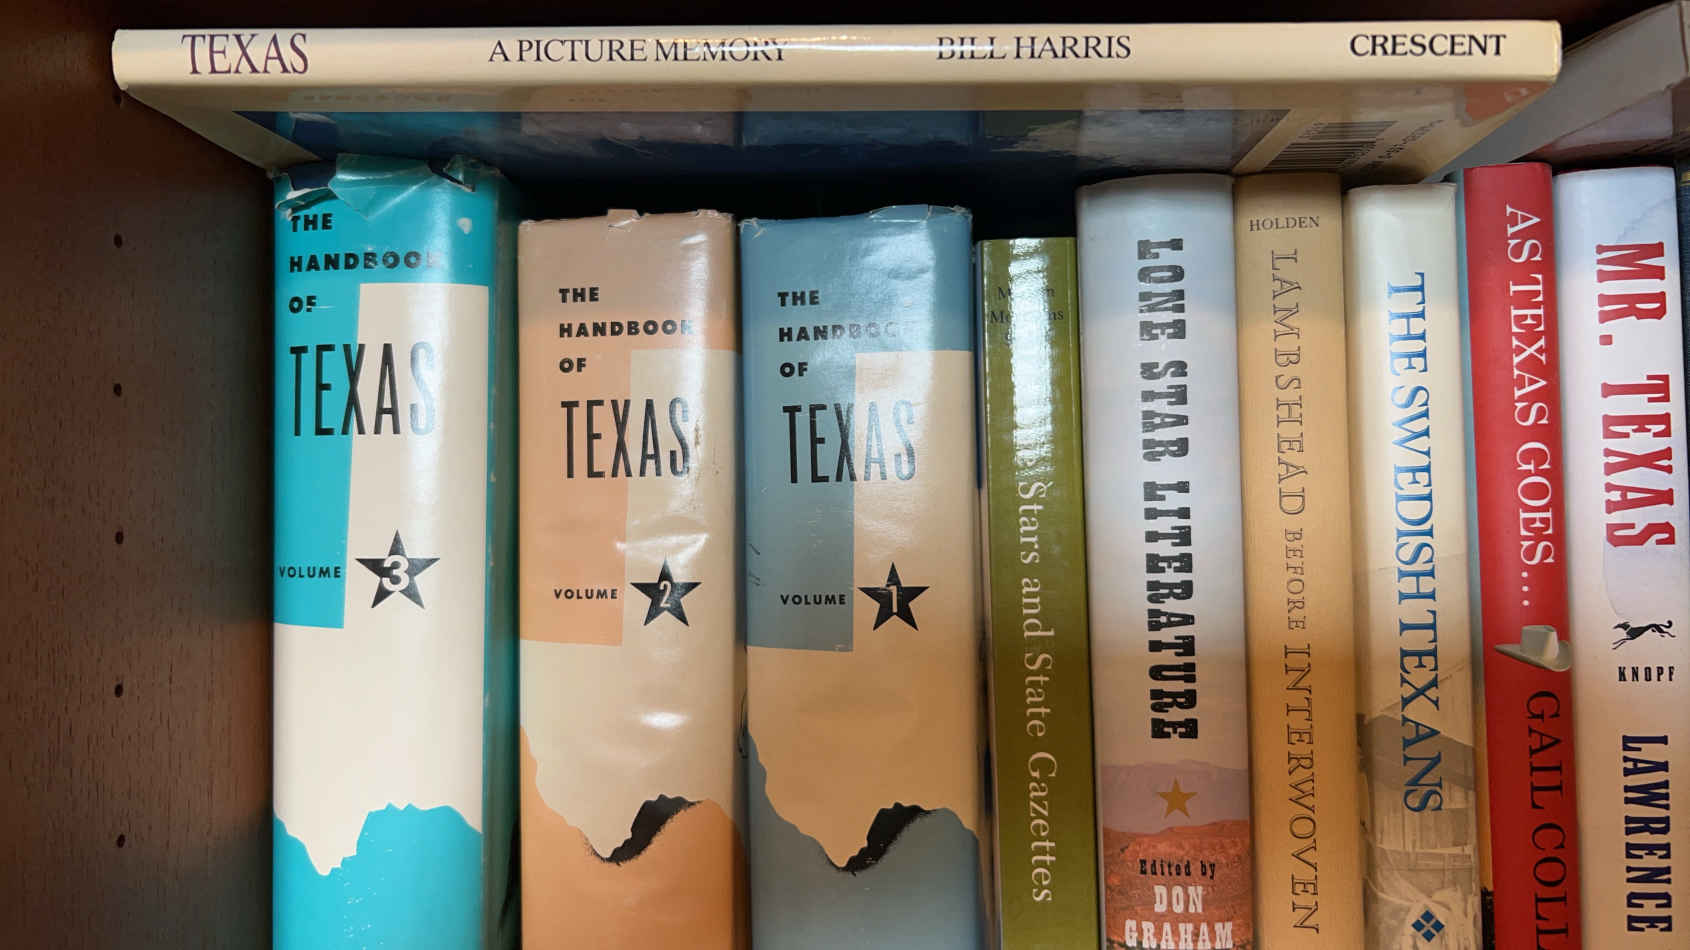 TEXAS A PICTURE MEMORY BILL HARRIS CRESCENT
THE
HANDBOOK
OF
TEXAS
VOLUME 3
THE
HANDBOOK
OF
TEXAS
VOLUME 2
THE
HANDBOOK
OF
TEXAS
VOLUME 1
Stars and State Gazettes
LONE STAR LITERATURE
Edited by
DON
GRAHAM
HOLDEN
LAMBSHEAD BEFORE INTERWOVEN
THE SWEDISH TEXANS
AS TEXAS GOES... GAIL COLL
MR. TEXAS
KNOPF
LAWRENCE